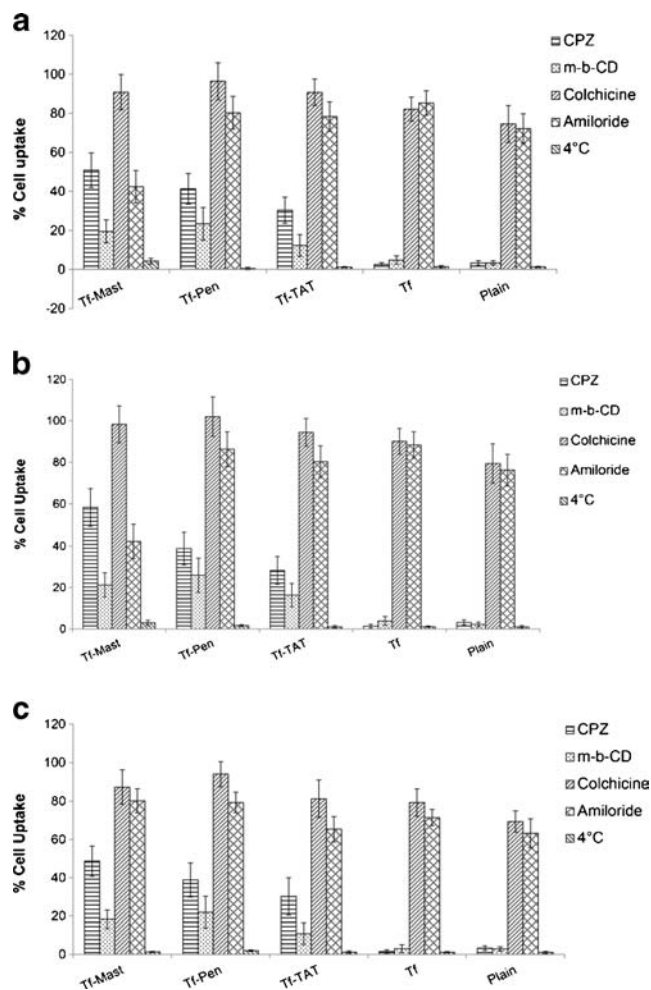 a
120
100
80
60
40
20
0
-20
% Cell uptake
Tf-Mast
Tf-Pen
Tf-TAT
Tf
Plain
CPZ
m-b-CD
Colchicine
Amiloride
4°C
b
120
100
80
60
40
20
0
% Cell Uptake
Tf-Mast
Tf-Pen
Tf-TAT
Tf
Plain
CPZ
m-b-CD
Colchicine
Amiloride
4°C
c
120
100
80
60
40
20
0
% Cell Uptake
Tf-Mast
Tf-Pen
Tf-TAT
Tf
Plain
CPZ
m-b-CD
Colchicine
Amiloride
4°C